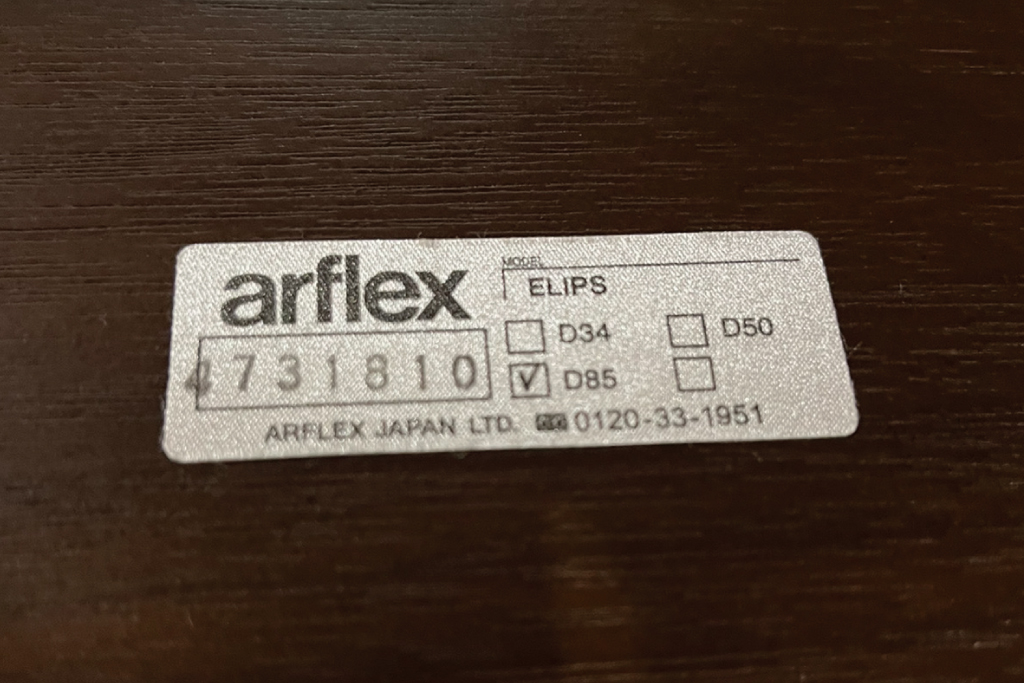 arflex
MODEL
ELIPS
D34
D50
4731810
D85
ARFLEX JAPAN LTD. 0120-33-1951